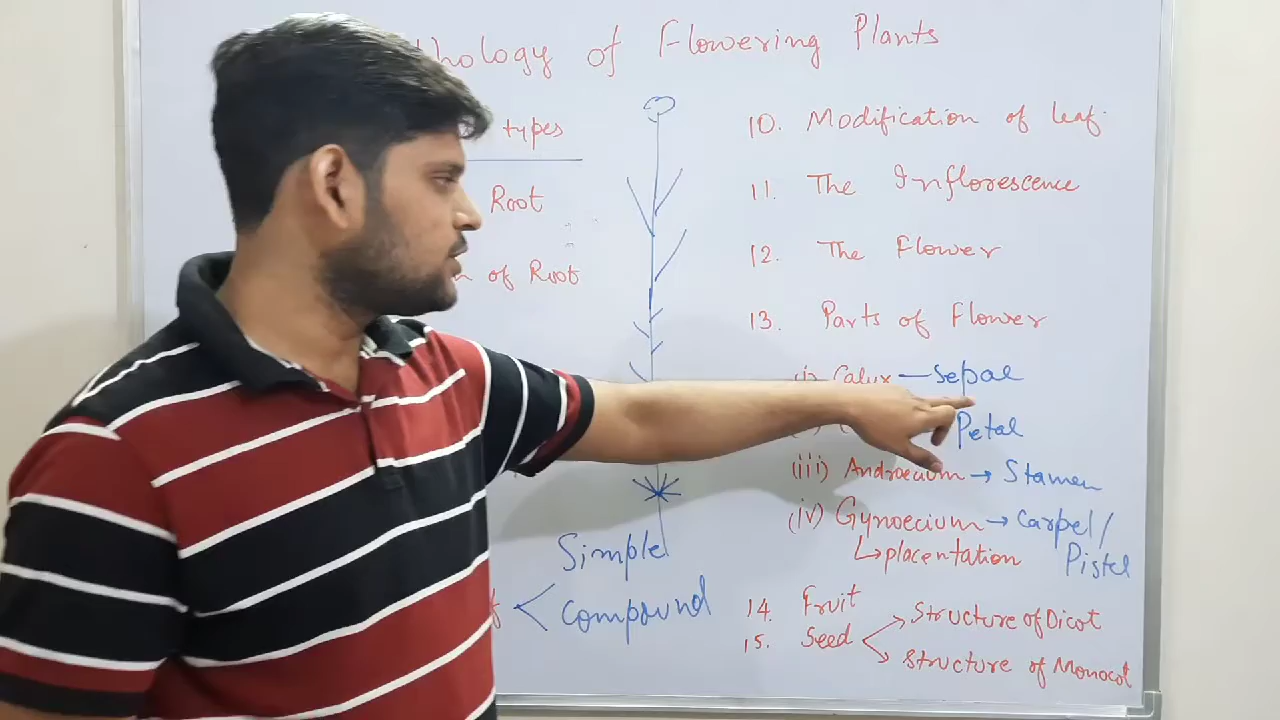 thology of Flowering Plants
types
Root
n of Root
Simple
compound
10. Modification of leaf.
11. The Inflorescence
12. The Flower
13. Parts of Flower
(i) Calyx — Sepal
Petal
(iii) Androecium → Stamen
(iv) Gynoecium → Carpel/
Pistel
↳ placentation
14. Fruit
15. Seed
Structure of Dicot
Structure of Monocot